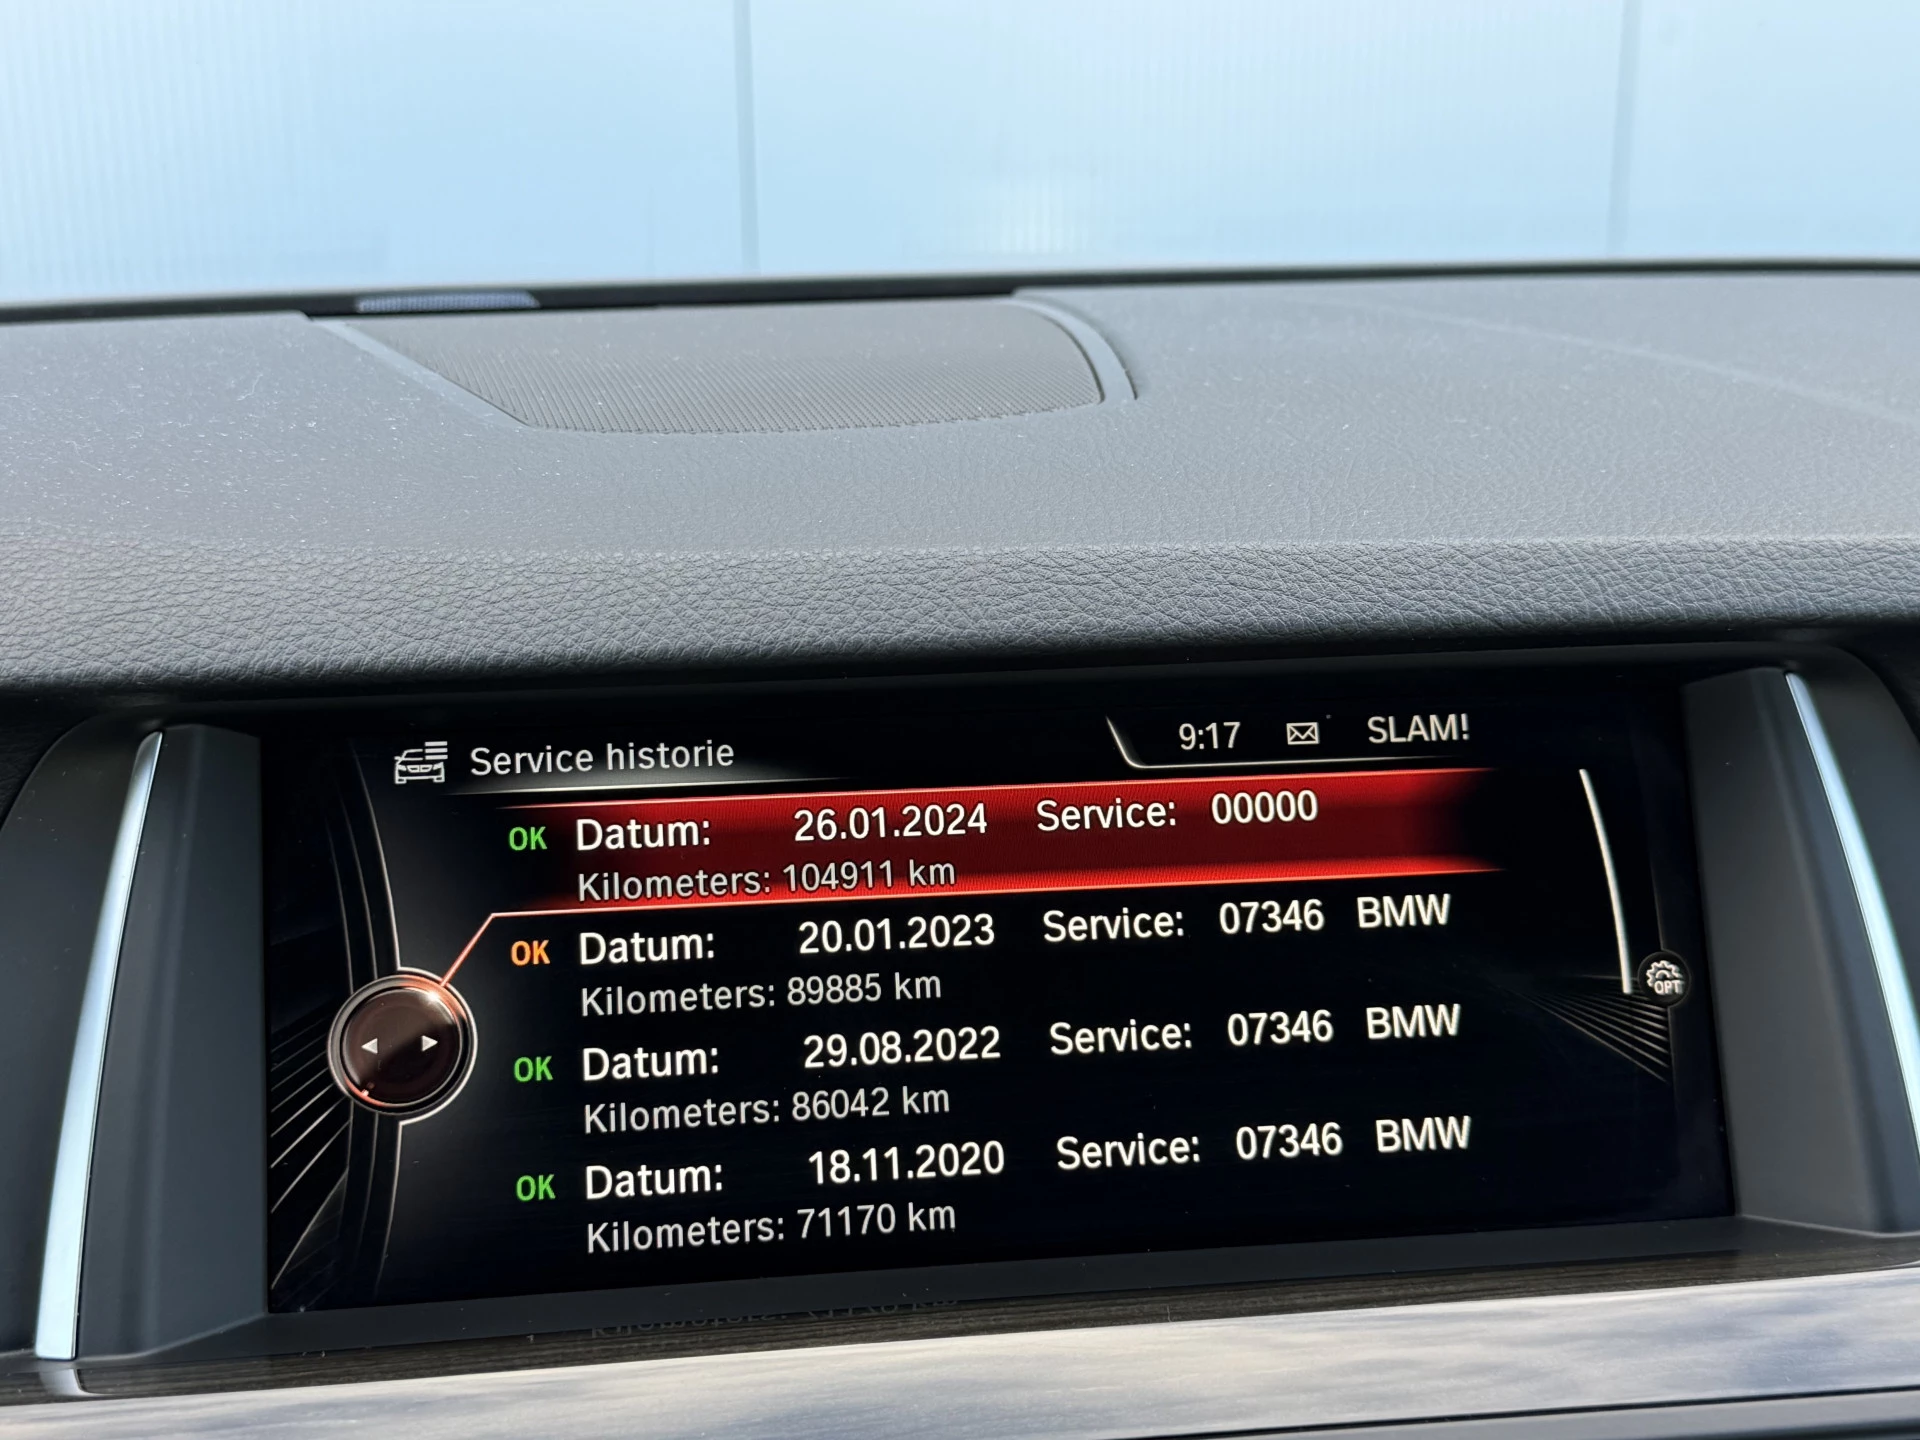 Service historie
9:17 SLAM!
OK Datum: 26.01.2024 Service: 00000
Kilometers: 104911 km
OK Datum: 20.01.2023 Service: 07346 BMW
Kilometers: 89885 km
OK Datum: 29.08.2022 Service: 07346 BMW
Kilometers: 86042 km
OK Datum: 18.11.2020 Service: 07346 BMW
Kilometers: 71170 km
OPT